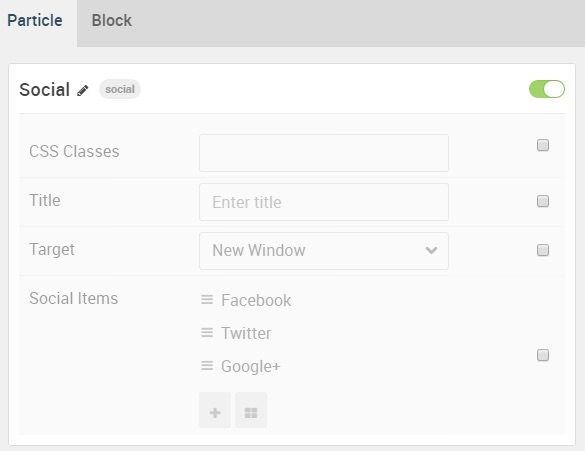 Particle Block
Social social
CSS Classes
Title Enter title
Target New Window
Social Items Facebook
Twitter
Google+